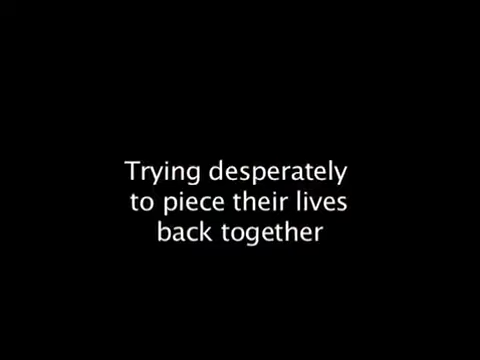 Trying desperately
to piece their lives
back together